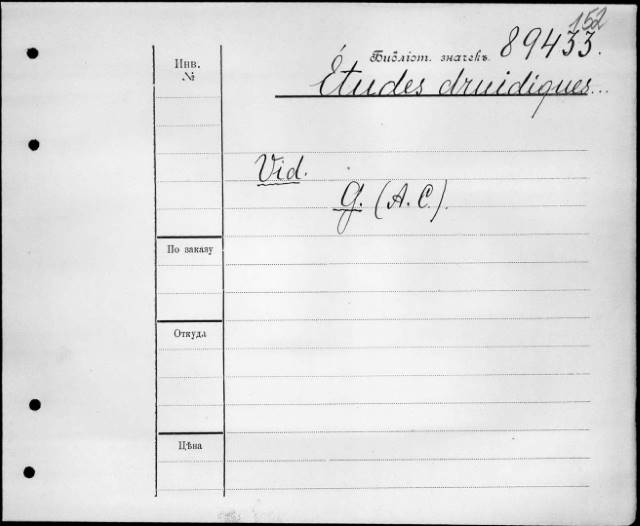 152
Библіот. значекъ 89433.
Инв.
№
Études druidiques...
Vid.
G. (A. C.).
По заказу
Откуда
Цѣна